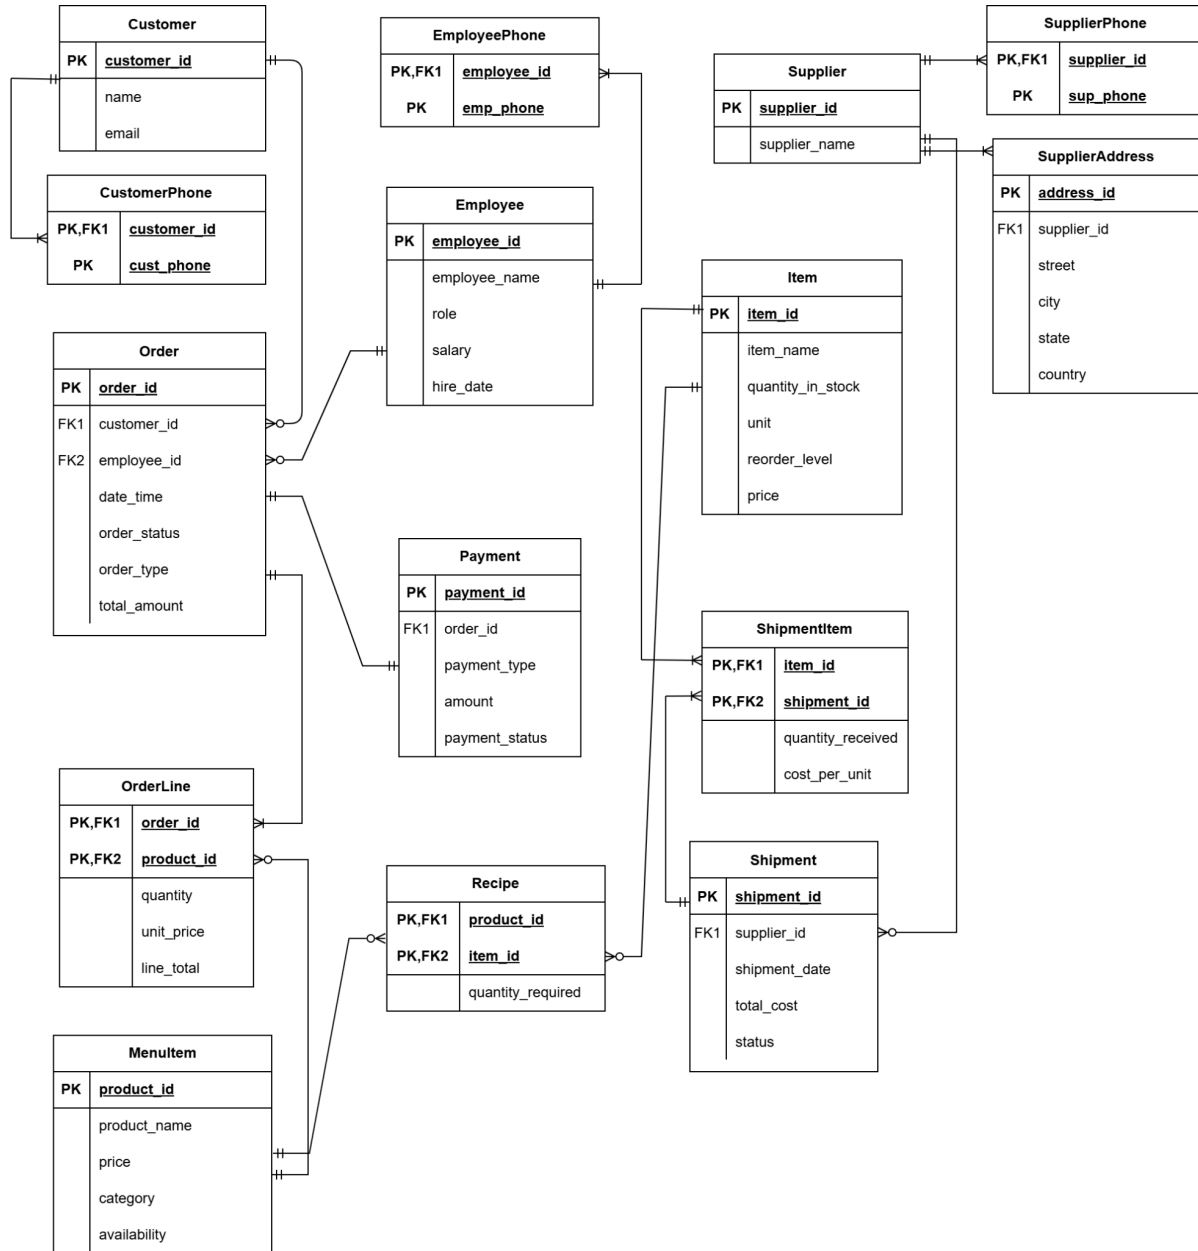 Customer
PK customer_id
name
email
CustomerPhone
PK,FK1 customer_id
PK cust_phone
Order
PK order_id
FK1 customer_id
FK2 employee_id
date_time
order_status
order_type
total_amount
OrderLine
PK,FK1 order_id
PK,FK2 product_id
quantity
unit_price
line_total
MenuItem
PK product_id
product_name
price
category
availability
EmployeePhone
PK,FK1 employee_id
PK emp_phone
Employee
PK employee_id
employee_name
role
salary
hire_date
Payment
PK payment_id
FK1 order_id
payment_type
amount
payment_status
Recipe
PK,FK1 product_id
PK,FK2 item_id
quantity_required
Supplier
PK supplier_id
supplier_name
Item
PK item_id
item_name
quantity_in_stock
unit
reorder_level
price
ShipmentItem
PK,FK1 item_id
PK,FK2 shipment_id
quantity_received
cost_per_unit
Shipment
PK shipment_id
FK1 supplier_id
shipment_date
total_cost
status
SupplierPhone
PK,FK1 supplier_id
PK sup_phone
SupplierAddress
PK address_id
FK1 supplier_id
street
city
state
country